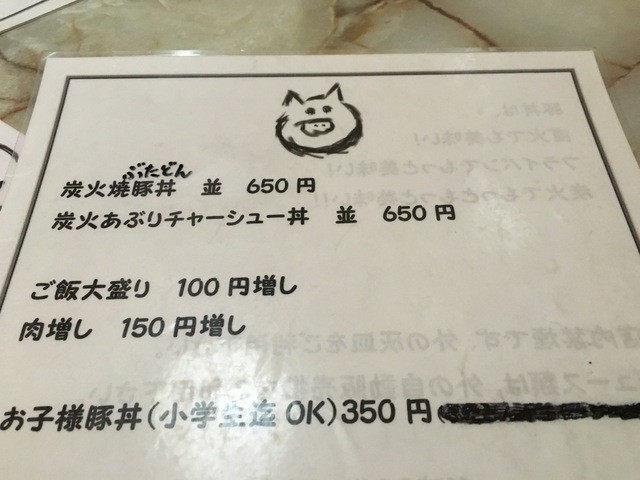 ぶたどん
炭火焼豚丼 並 650円
炭火あぶりチャーシュー丼 並 650円
ご飯大盛り 100円増し
肉増し 150円増し
お子様豚丼(小学生迄OK)350円(